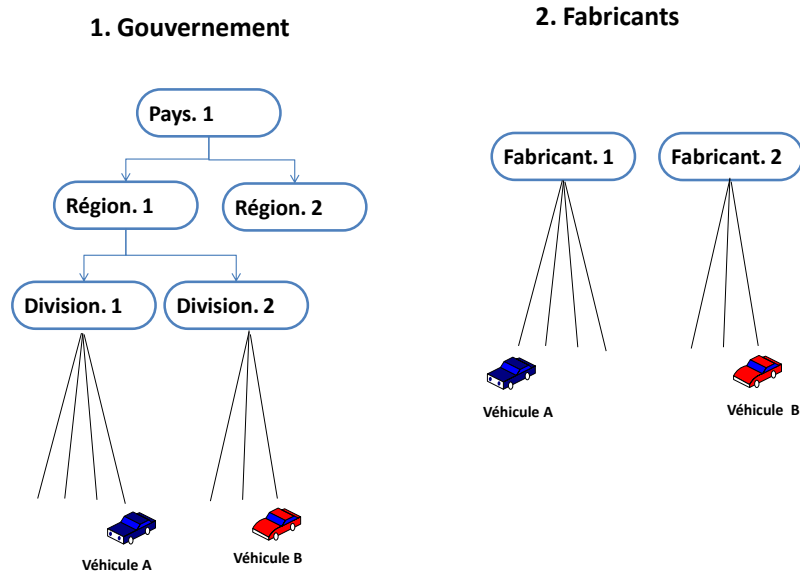 1. Gouvernement
Pays. 1
Région. 1
Région. 2
Division. 1
Division. 2
Véhicule A
Véhicule B
2. Fabricants
Fabricant. 1
Fabricant. 2
Véhicule A
Véhicule B